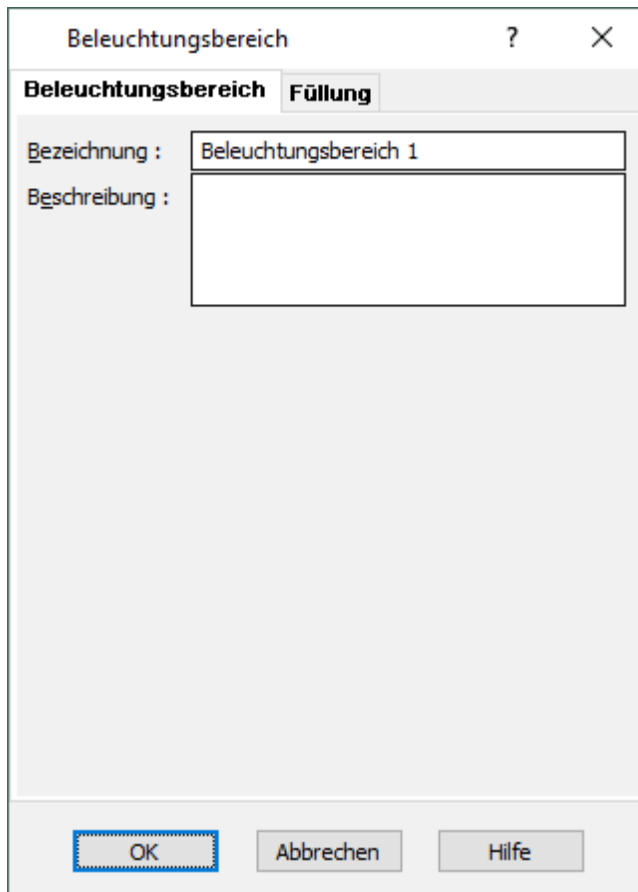 Beleuchtungsbereich ?
Beleuchtungsbereich Füllung
Bezeichnung : Beleuchtungsbereich 1
Beschreibung :
OK Abbrechen Hilfe